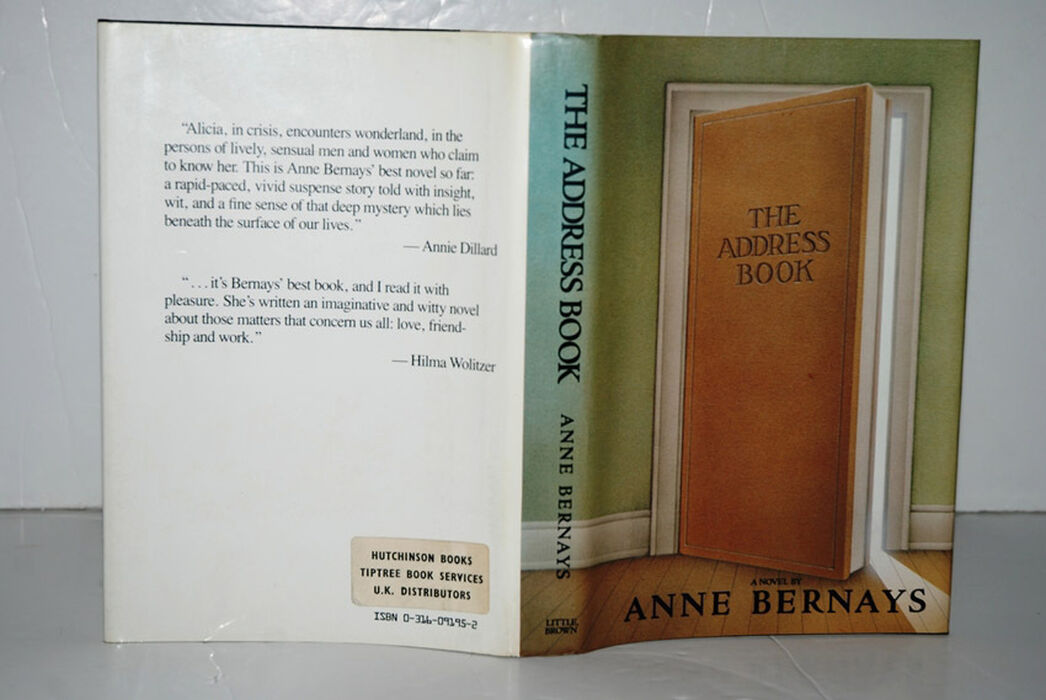 “Alicia, in crisis, encounters wonderland, in the
persons of lively, sensual men and women who claim
to know her. This is Anne Bernays’ best novel so far:
a rapid-paced, vivid suspense story told with insight,
wit, and a fine sense of that deep mystery which lies
beneath the surface of our lives.”
— Annie Dillard
“. . . it’s Bernays’ best book, and I read it with
pleasure. She’s written an imaginative and witty novel
about those matters that concern us all: love, friend-
ship and work.”
— Hilma Wolitzer
HUTCHINSON BOOKS
TIPTREE BOOK SERVICES
U.K. DISTRIBUTORS
ISBN 0-316-09195-2
THE ADDRESS BOOK
ANNE BERNAYS
LITTLE,
BROWN
THE
ADDRESS
BOOK
A NOVEL BY
ANNE BERNAYS